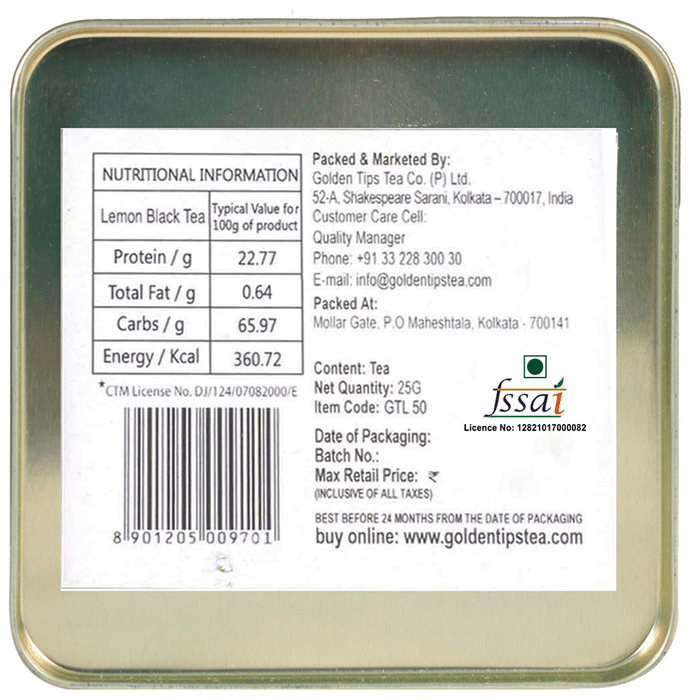 NUTRITIONAL INFORMATION
Lemon Black Tea Typical Value for 100g of product
Protein / g 22.77
Total Fat / g 0.64
Carbs / g 65.97
Energy / Kcal 360.72
*CTM License No. DJ/124/07082000/E
8 901205 009701
Packed & Marketed By:
Golden Tips Tea Co. (P) Ltd.
52-A, Shakespeare Sarani, Kolkata – 700017, India
Customer Care Cell:
Quality Manager
Phone: +91 33 228 300 30
E-mail: info@goldentipstea.com
Packed At:
Mollar Gate, P.O Maheshtala, Kolkata - 700141
Content: Tea
Net Quantity: 25G
Item Code: GTL 50
fssai
Licence No: 12821017000082
Date of Packaging:
Batch No.:
Max Retail Price: ₹
(INCLUSIVE OF ALL TAXES)
BEST BEFORE 24 MONTHS FROM THE DATE OF PACKAGING
buy online: www.goldentipstea.com